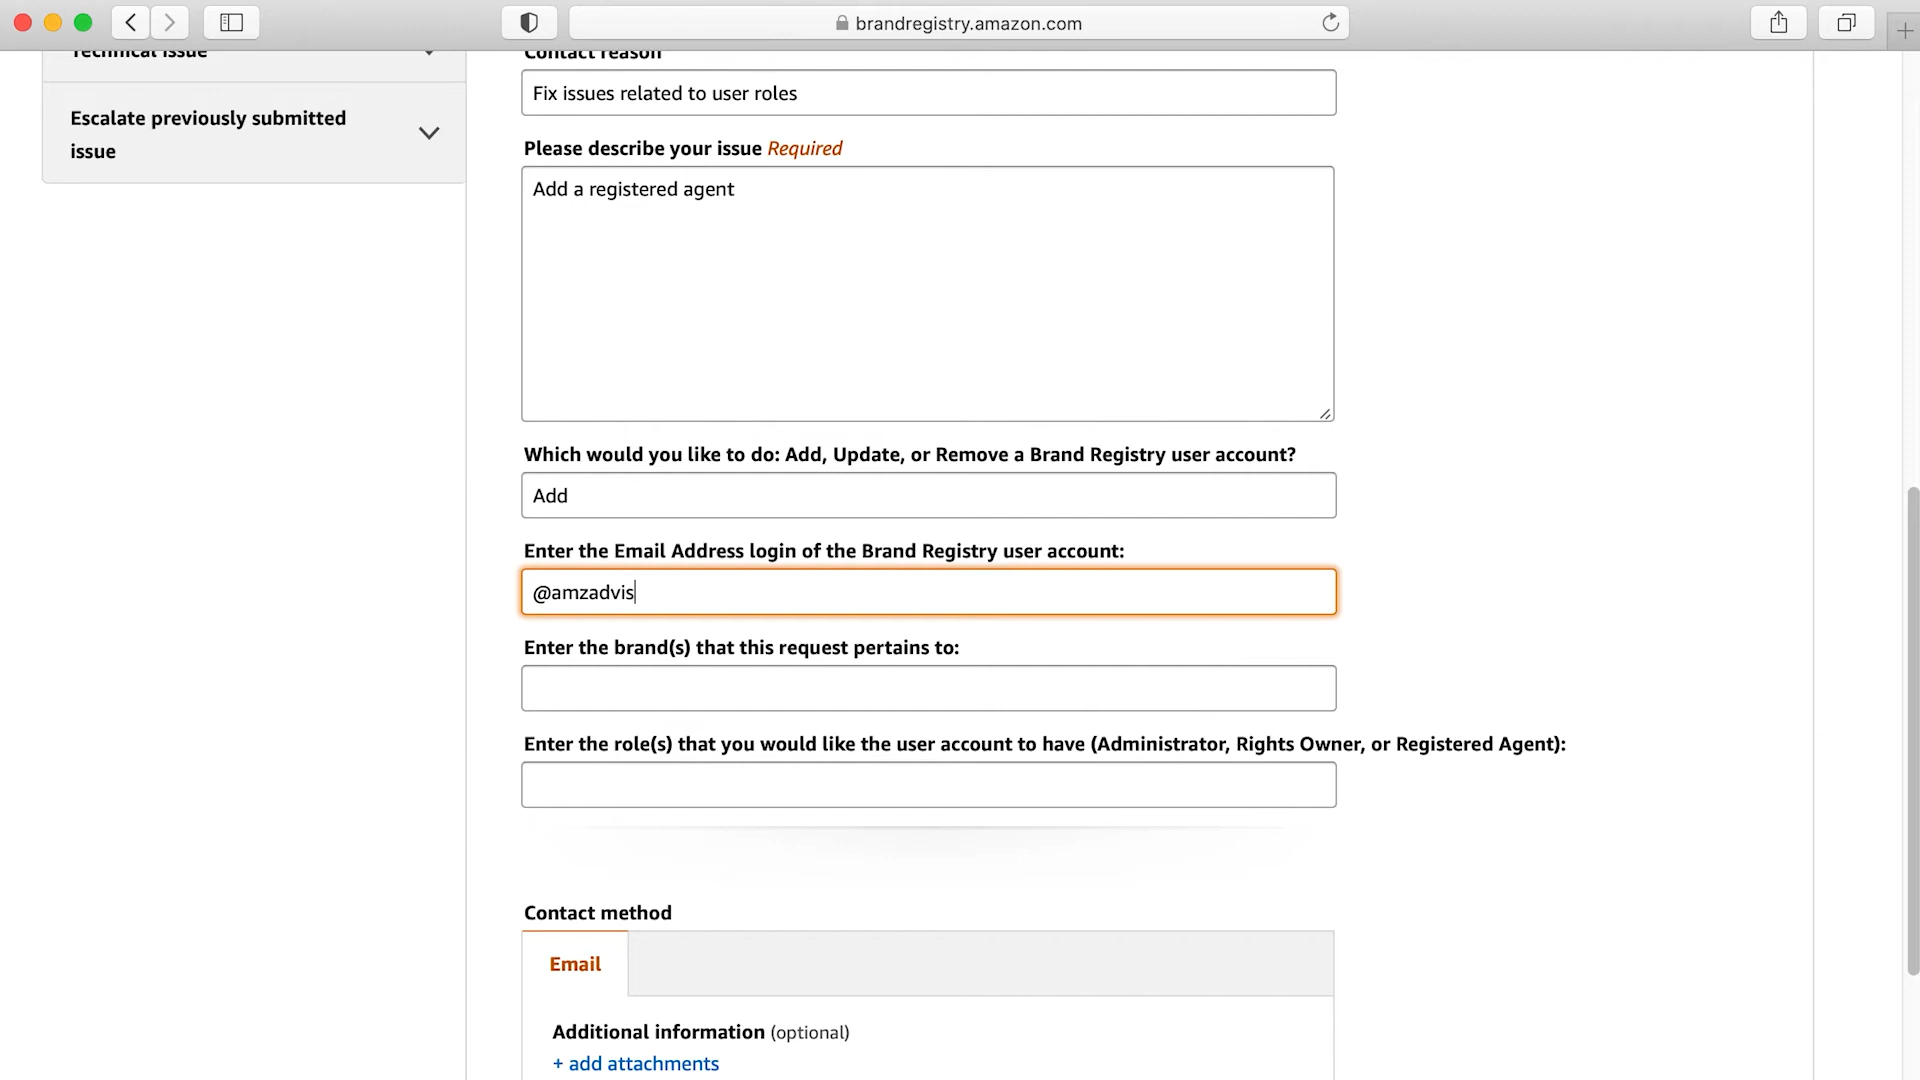 brandregistry.amazon.com
Technical issue
Escalate previously submitted
issue
Contact reason
Fix issues related to user roles
Please describe your issue Required
Add a registered agent
Which would you like to do: Add, Update, or Remove a Brand Registry user account?
Add
Enter the Email Address login of the Brand Registry user account:
@amzadvis
Enter the brand(s) that this request pertains to:
Enter the role(s) that you would like the user account to have (Administrator, Rights Owner, or Registered Agent):
Contact method
Email
Additional information (optional)
+ add attachments